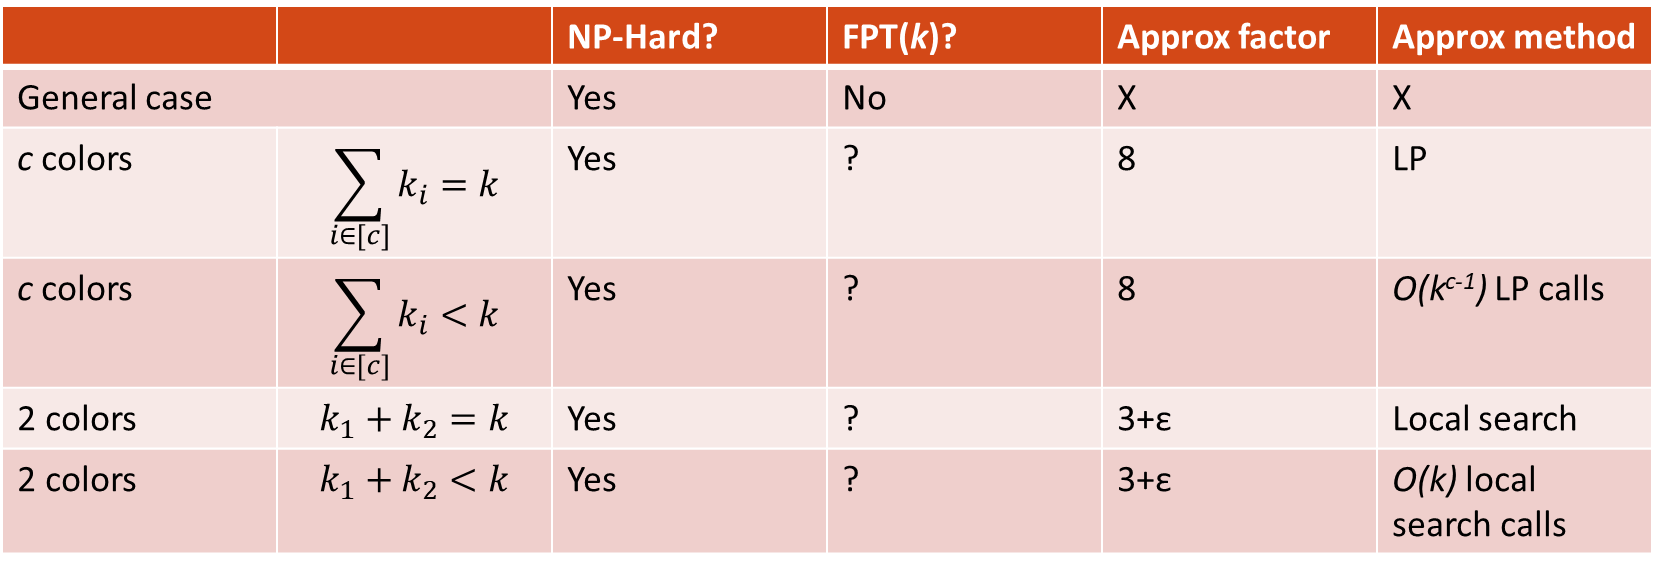 NP-Hard? FPT(k)? Approx factor Approx method
General case Yes No X X
c colors ∑_{i∈[c]} k_i = k Yes ? 8 LP
c colors ∑_{i∈[c]} k_i < k Yes ? 8 O(k^{c-1}) LP calls
2 colors k_1 + k_2 = k Yes ? 3+ε Local search
2 colors k_1 + k_2 < k Yes ? 3+ε O(k) local
search calls